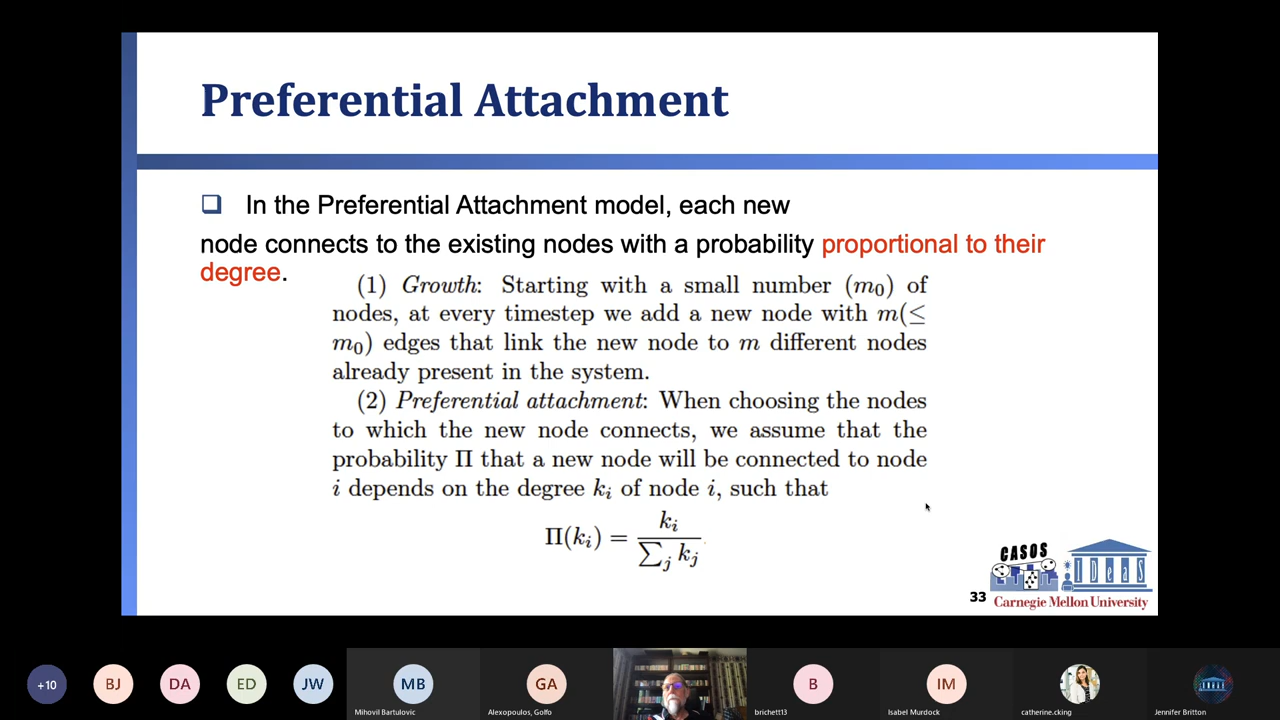 Preferential Attachment
❑ In the Preferential Attachment model, each new
node connects to the existing nodes with a probability proportional to their
degree.
(1) Growth: Starting with a small number (m₀) of
nodes, at every timestep we add a new node with m(≤
m₀) edges that link the new node to m different nodes
already present in the system.
(2) Preferential attachment: When choosing the nodes
to which the new node connects, we assume that the
probability Π that a new node will be connected to node
i depends on the degree kᵢ of node i, such that
Π(kᵢ) = kᵢ / ∑ⱼ kⱼ
CASOS
IDeaS
33
Carnegie Mellon University
+10
BJ
DA
ED
JW
MB
GA
B
IM
Mihovil Bartulovic
Alexopoulos, Golfo
brichett13
Isabel Murdock
catherine.cking
Jennifer Britton